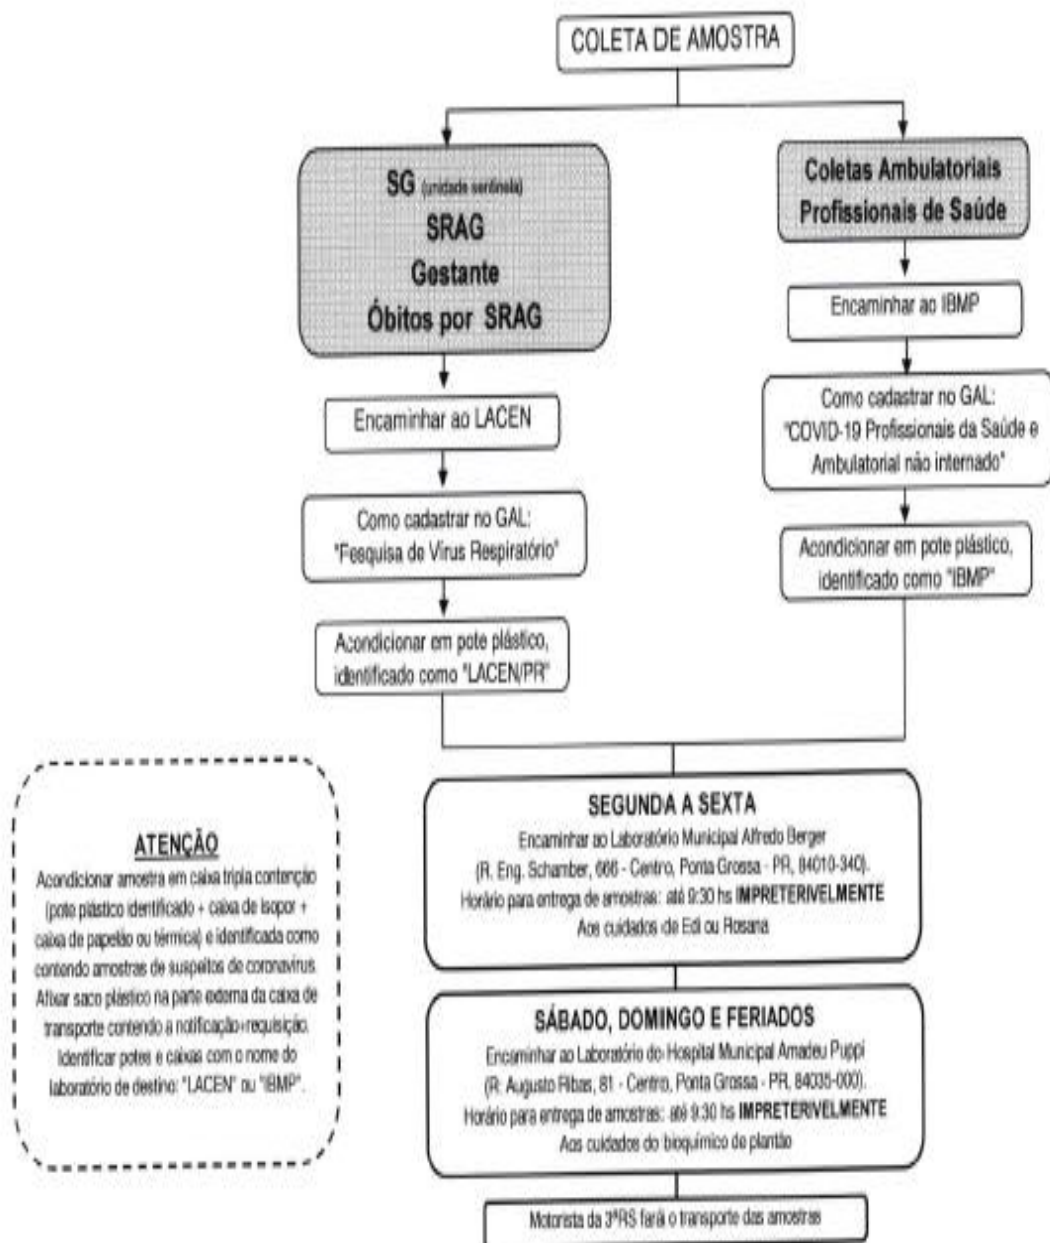 COLETA DE AMOSTRA
SG (unidade sentinela)
SRAG
Gestante
Óbitos por SRAG
Encaminhar ao LACEN
Como cadastrar no GAL:
"Pesquisa de Vírus Respiratório"
Acondicionar em pote plástico,
identificado como "LACEN/PR"
Coletas Ambulatoriais
Profissionais de Saúde
Encaminhar ao IBMP
Como cadastrar no GAL:
"COVID-19 Profissionais da Saúde e
Ambulatorial não internado"
Acondicionar em pote plástico,
identificado como "IBMP"
ATENÇÃO
Acondicionar amostra em caixa tripla contenção
(pote plástico identificado + caixa de isopor +
caixa de papelão ou térmica) e identificada como
contendo amostras de suspeitos de coronavírus.
Afixar saco plástico na parte externa da caixa de
transporte contendo a notificação+requisição.
Identificar potes e caixas com o nome do
laboratório de destino: "LACEN" ou "IBMP".
SEGUNDA A SEXTA
Encaminhar ao Laboratório Municipal Alfredo Berger
(R. Eng. Schamber, 666 - Centro, Ponta Grossa - PR, 84010-340).
Horário para entrega de amostras: até 9:30 hs IMPRETERIVELMENTE
Aos cuidados de Edi ou Rosana
SÁBADO, DOMINGO E FERIADOS
Encaminhar ao Laboratório do Hospital Municipal Amadeu Puppi
(R. Augusto Ribas, 81 - Centro, Ponta Grossa - PR, 84035-000).
Horário para entrega de amostras: até 9:30 hs IMPRETERIVELMENTE
Aos cuidados do bioquímico de plantão
Motorista da 3ªRS fará o transporte das amostras